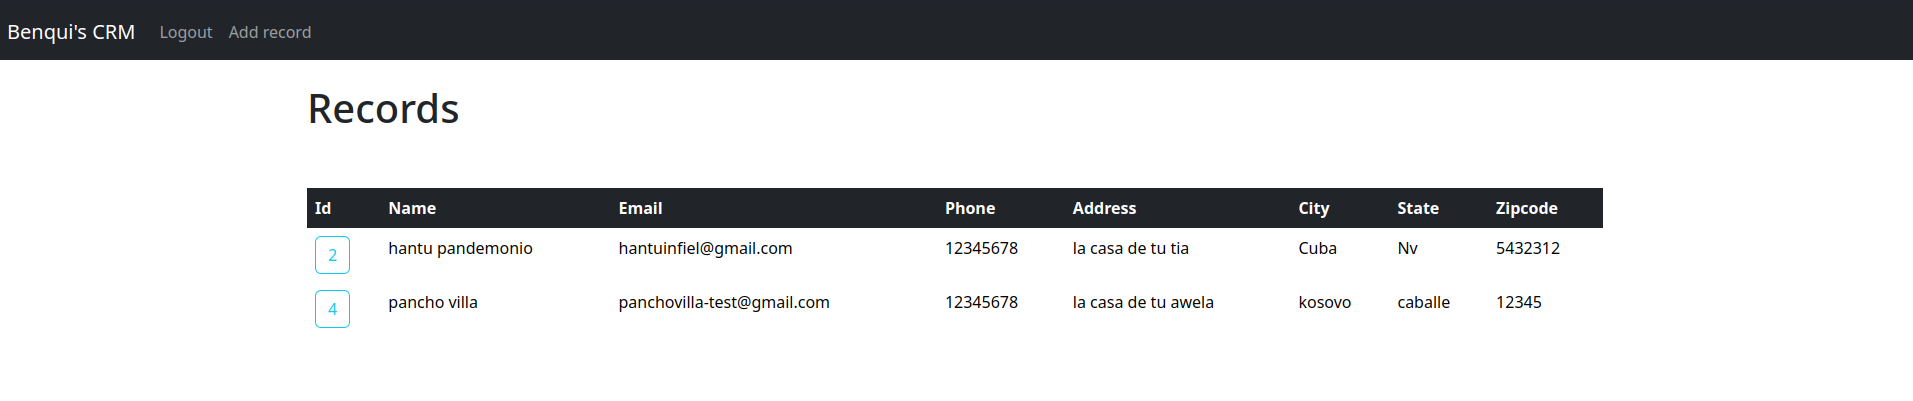 Benqui's CRM Logout Add record
Records
Id Name Email Phone Address City State Zipcode
2 hantu pandemonio hantuinfiel@gmail.com 12345678 la casa de tu tia Cuba Nv 5432312
4 pancho villa panchovilla-test@gmail.com 12345678 la casa de tu awela kosovo caballe 12345